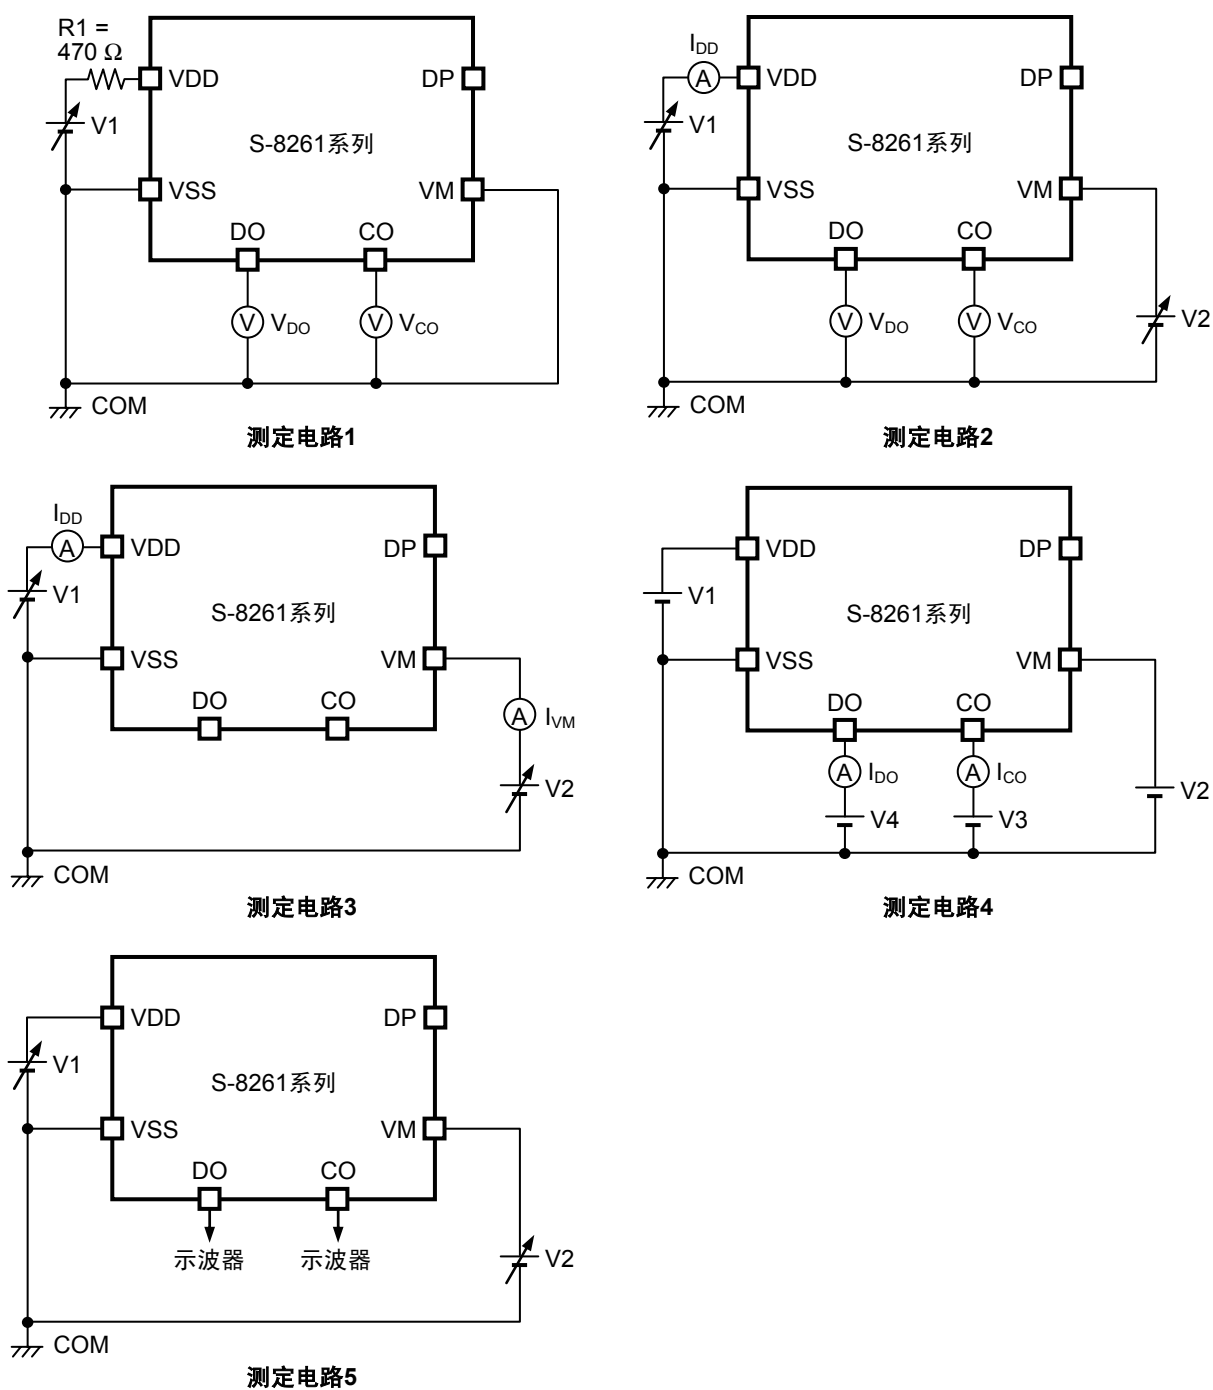 R1 =
470 Ω
VDD
DP
V1
S-8261系列
VSS
VM
DO
CO
V
VDO
V
VCO
COM
测定电路1
IDD
A
VDD
DP
V1
S-8261系列
VSS
VM
DO
CO
V
VDO
V
VCO
V2
COM
测定电路2
IDD
A
VDD
DP
V1
S-8261系列
VSS
VM
DO
CO
A
IVM
V2
COM
测定电路3
VDD
DP
V1
S-8261系列
VSS
VM
DO
CO
A
IDO
A
ICO
V4
V3
V2
COM
测定电路4
VDD
DP
V1
S-8261系列
VSS
VM
DO
CO
示波器
示波器
V2
COM
测定电路5